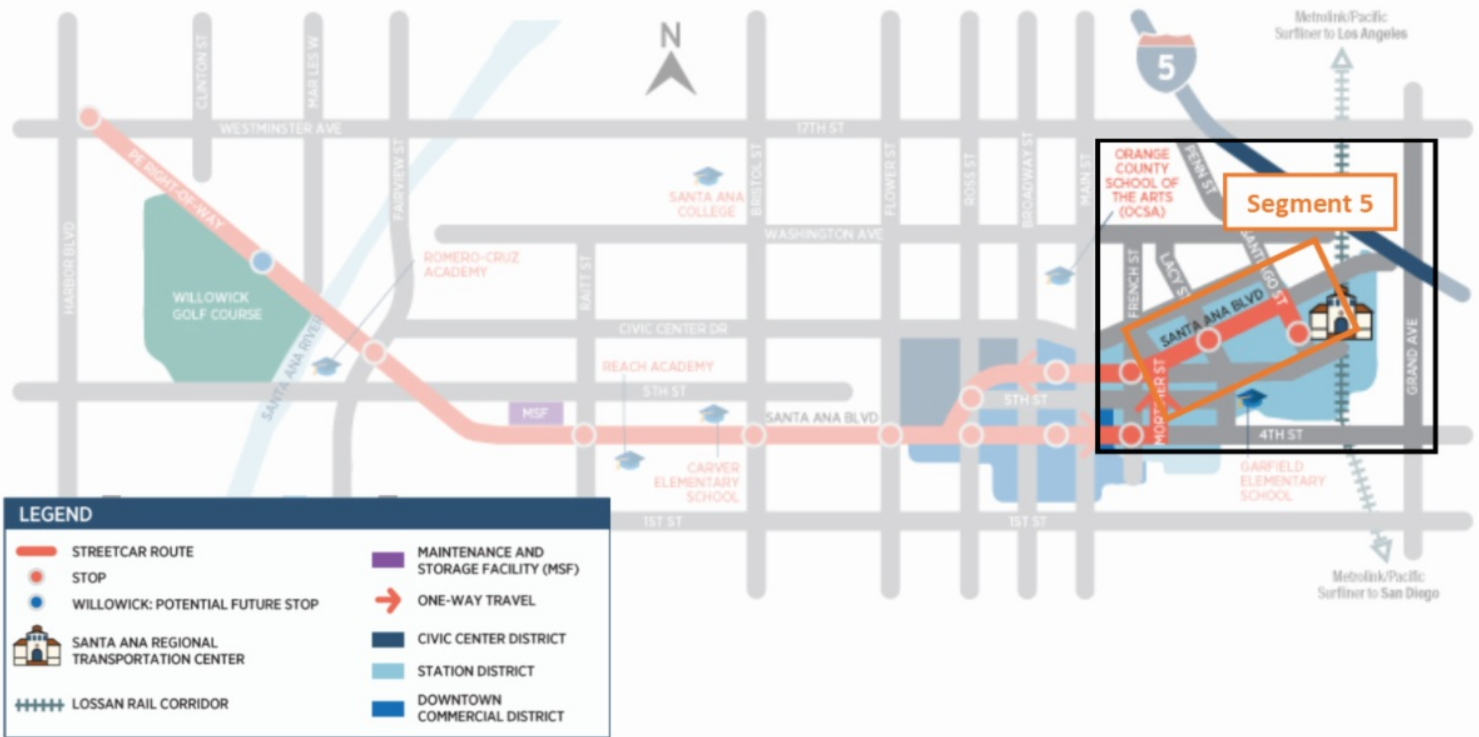 Metrolink/Pacific
Surfliner to Los Angeles
N
5
CLINTON ST
FAIRVIEW ST
WESTMINSTER AVE
17TH ST
PE RIGHT-OF-WAY
HARBOR BLVD
BRISTOL ST
FLOWER ST
ROSS ST
BROADWAY ST
MAIN ST
ORANGE
COUNTY
SCHOOL OF
THE ARTS
(OCSA)
PENN ST
Segment 5
SANTA ANA
COLLEGE
WASHINGTON AVE
ROMERO-CRUZ
ACADEMY
RAITT ST
FRENCH ST
LACY ST
SANTIAGO ST
WILLOWICK
GOLF COURSE
CIVIC CENTER DR
SANTA ANA BLVD
GRAND AVE
SANTA ANA RIVER
REACH ACADEMY
5TH ST
5TH ST
MSF
SANTA ANA BLVD
4TH ST
CARVER
ELEMENTARY
SCHOOL
GARFIELD
ELEMENTARY
SCHOOL
1ST ST
1ST ST
Metrolink/Pacific
Surfliner to San Diego
LEGEND
STREETCAR ROUTE
STOP
WILLOWICK: POTENTIAL FUTURE STOP
SANTA ANA REGIONAL
TRANSPORTATION CENTER
LOSSAN RAIL CORRIDOR
MAINTENANCE AND
STORAGE FACILITY (MSF)
ONE-WAY TRAVEL
CIVIC CENTER DISTRICT
STATION DISTRICT
DOWNTOWN
COMMERCIAL DISTRICT